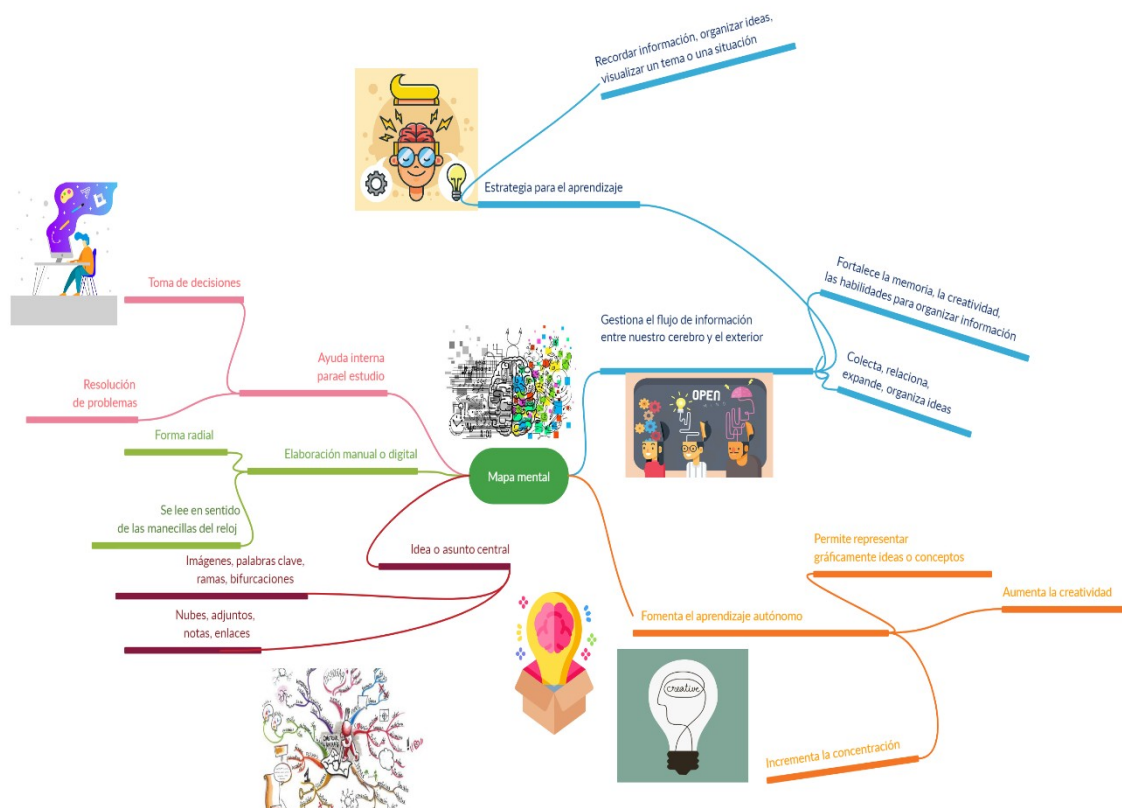 Recordar información, organizar ideas,
visualizar un tema o una situación
Estrategia para el aprendizaje
Fortalece la memoria, la creatividad,
las habilidades para organizar información
Gestiona el flujo de información
entre nuestro cerebro y el exterior
Colecta, relaciona,
expande, organiza ideas
OPEN
Toma de decisiones
Ayuda interna
parael estudio
Resolución
de problemas
Forma radial
Elaboración manual o digital
Mapa mental
Se lee en sentido
de las manecillas del reloj
Idea o asunto central
Imágenes, palabras clave,
ramas, bifurcaciones
Nubes, adjuntos,
notas, enlaces
Permite representar
gráficamente ideas o conceptos
Aumenta la creatividad
Fomenta el aprendizaje autónomo
creative
Incrementa la concentración